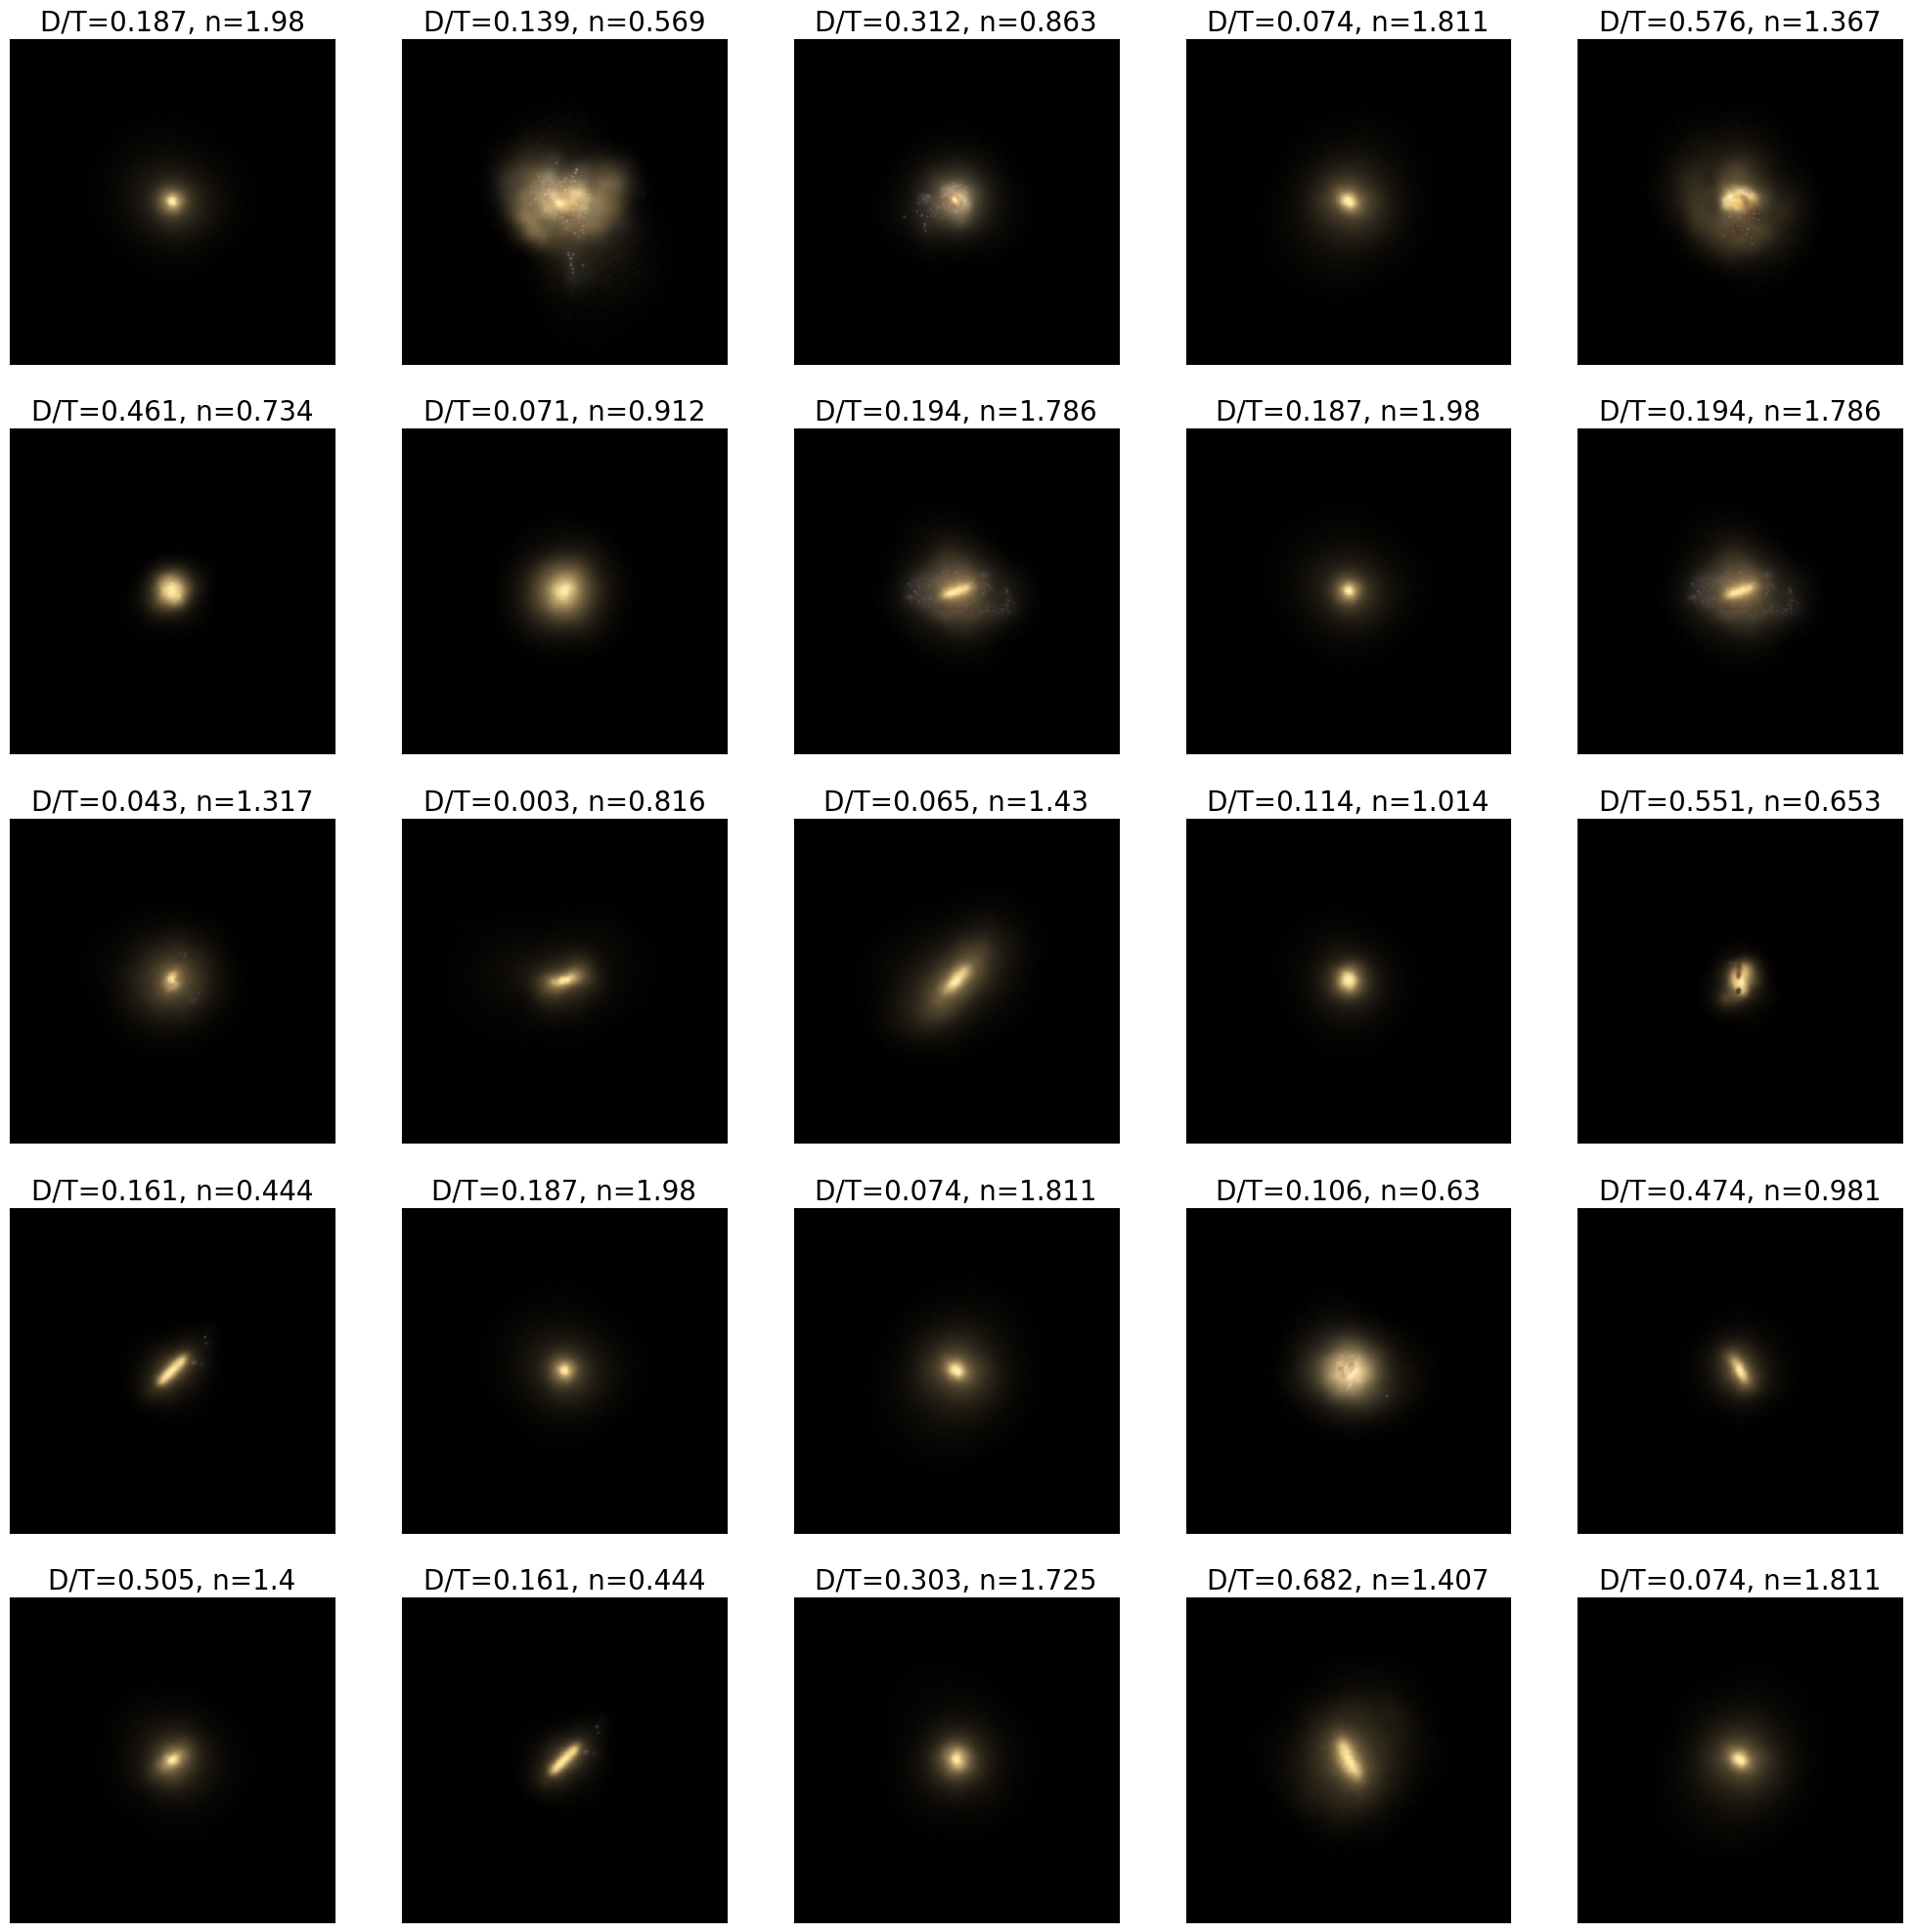 D/T=0.187, n=1.98
D/T=0.139, n=0.569
D/T=0.312, n=0.863
D/T=0.074, n=1.811
D/T=0.576, n=1.367
D/T=0.461, n=0.734
D/T=0.071, n=0.912
D/T=0.194, n=1.786
D/T=0.187, n=1.98
D/T=0.194, n=1.786
D/T=0.043, n=1.317
D/T=0.003, n=0.816
D/T=0.065, n=1.43
D/T=0.114, n=1.014
D/T=0.551, n=0.653
D/T=0.161, n=0.444
D/T=0.187, n=1.98
D/T=0.074, n=1.811
D/T=0.106, n=0.63
D/T=0.474, n=0.981
D/T=0.505, n=1.4
D/T=0.161, n=0.444
D/T=0.303, n=1.725
D/T=0.682, n=1.407
D/T=0.074, n=1.811